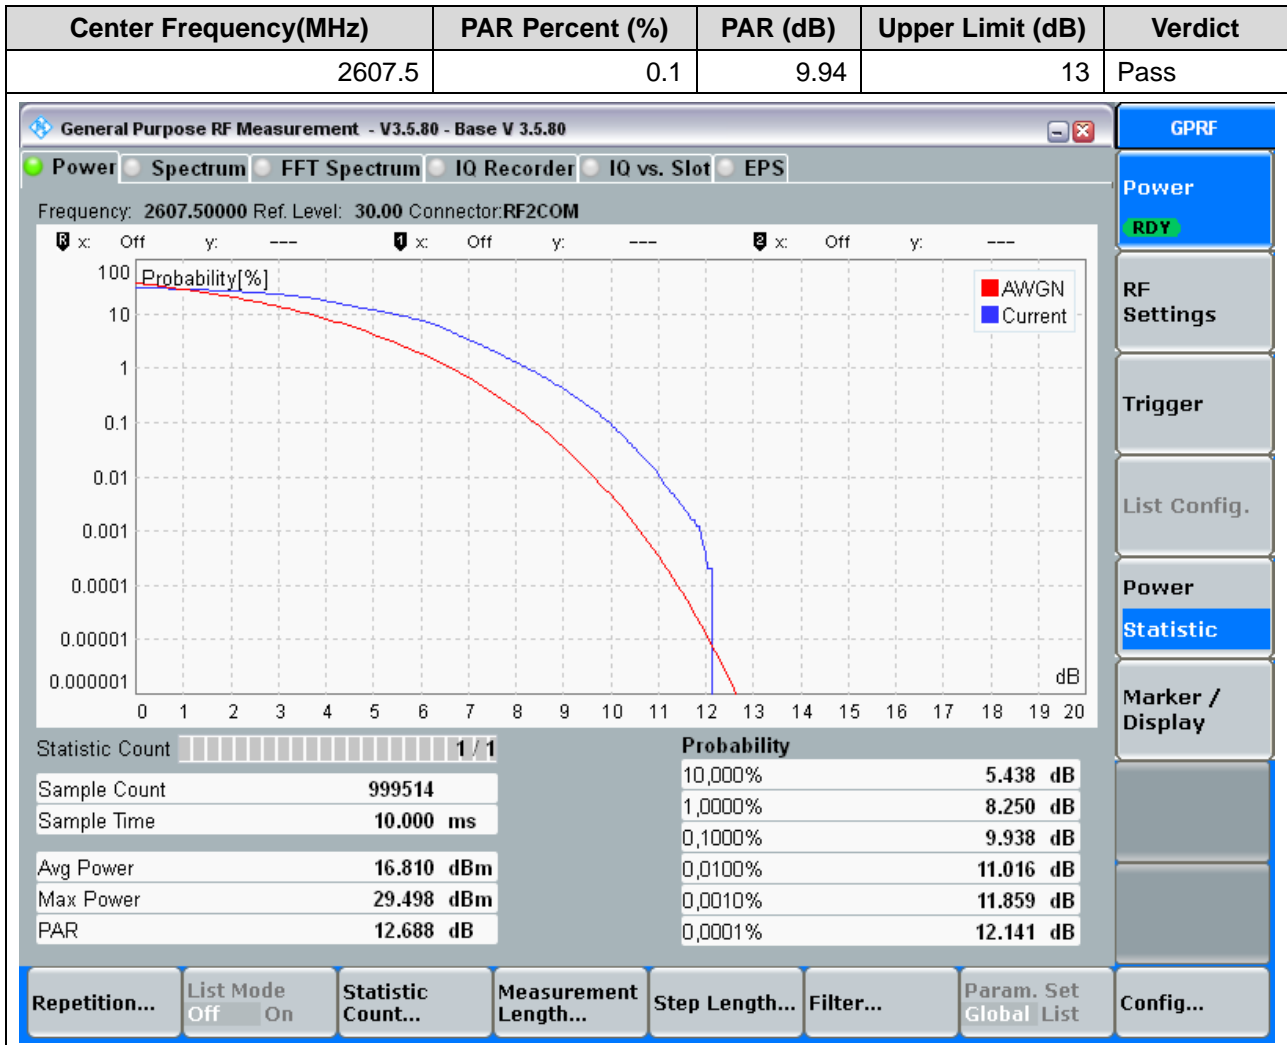 Center Frequency(MHz) PAR Percent (%) PAR (dB) Upper Limit (dB) Verdict
2607.5 0.1 9.94 13 Pass
General Purpose RF Measurement - V3.5.80 - Base V 3.5.80
GPRF
Power Spectrum FFT Spectrum IQ Recorder IQ vs. Slot EPS
Frequency: 2607.50000 Ref. Level: 30.00 Connector:RF2COM
R x: Off y: --- 1 x: Off y: --- 2 x: Off y: ---
Probability[%]
AWGN
Current
100
10
1
0.1
0.01
0.001
0.0001
0.00001
0.000001
dB
0 1 2 3 4 5 6 7 8 9 10 11 12 13 14 15 16 17 18 19 20
Statistic Count 1 / 1
Sample Count 999514
Sample Time 10.000 ms
Avg Power 16.810 dBm
Max Power 29.498 dBm
PAR 12.688 dB
Probability
10,000% 5.438 dB
1,0000% 8.250 dB
0,1000% 9.938 dB
0,0100% 11.016 dB
0,0010% 11.859 dB
0,0001% 12.141 dB
Power
RDY
RF
Settings
Trigger
List Config.
Power
Statistic
Marker /
Display
Repetition...
List Mode
Off On
Statistic
Count...
Measurement
Length...
Step Length...
Filter...
Param. Set
Global List
Config...